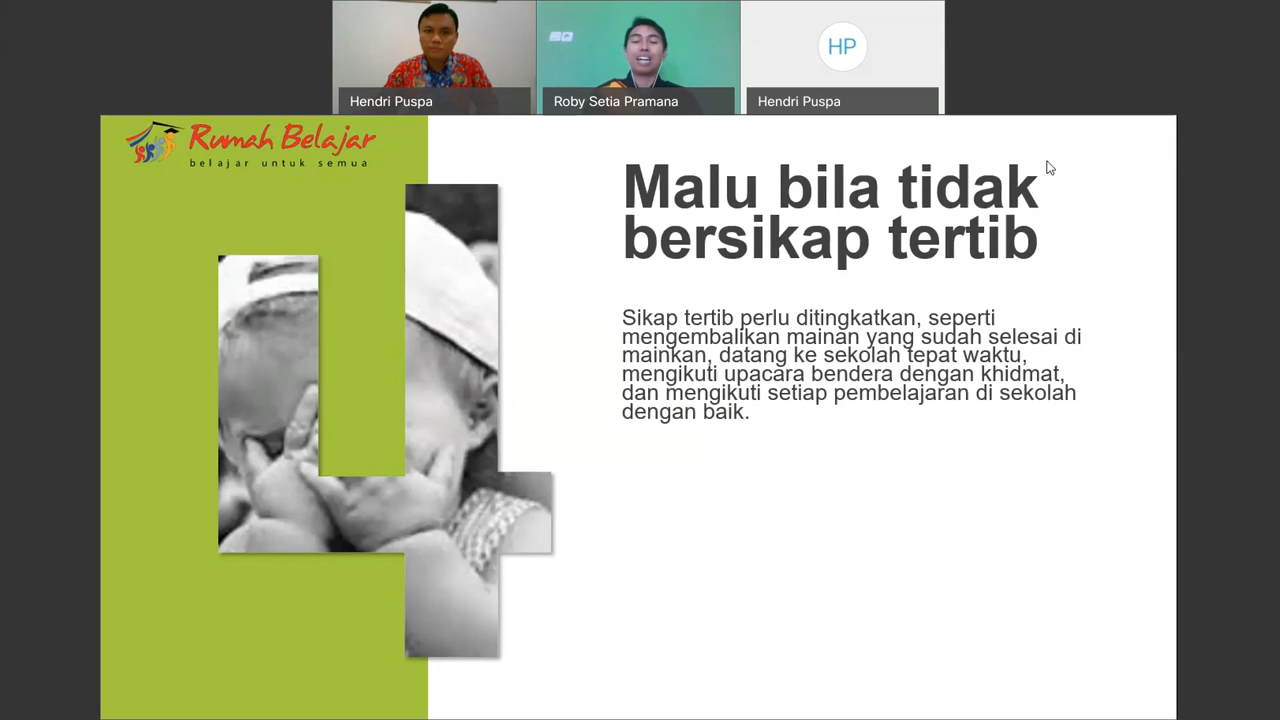 Hendri Puspa
Roby Setia Pramana
HP
Hendri Puspa
Rumah Belajar
belajar untuk semua
Malu bila tidak
bersikap tertib
Sikap tertib perlu ditingkatkan, seperti
mengembalikan mainan yang sudah selesai di
mainkan, datang ke sekolah tepat waktu,
mengikuti upacara bendera dengan khidmat,
dan mengikuti setiap pembelajaran di sekolah
dengan baik.